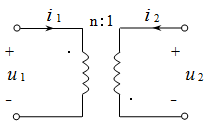 i1 n:1 i2
+ +
u1 u2
- -